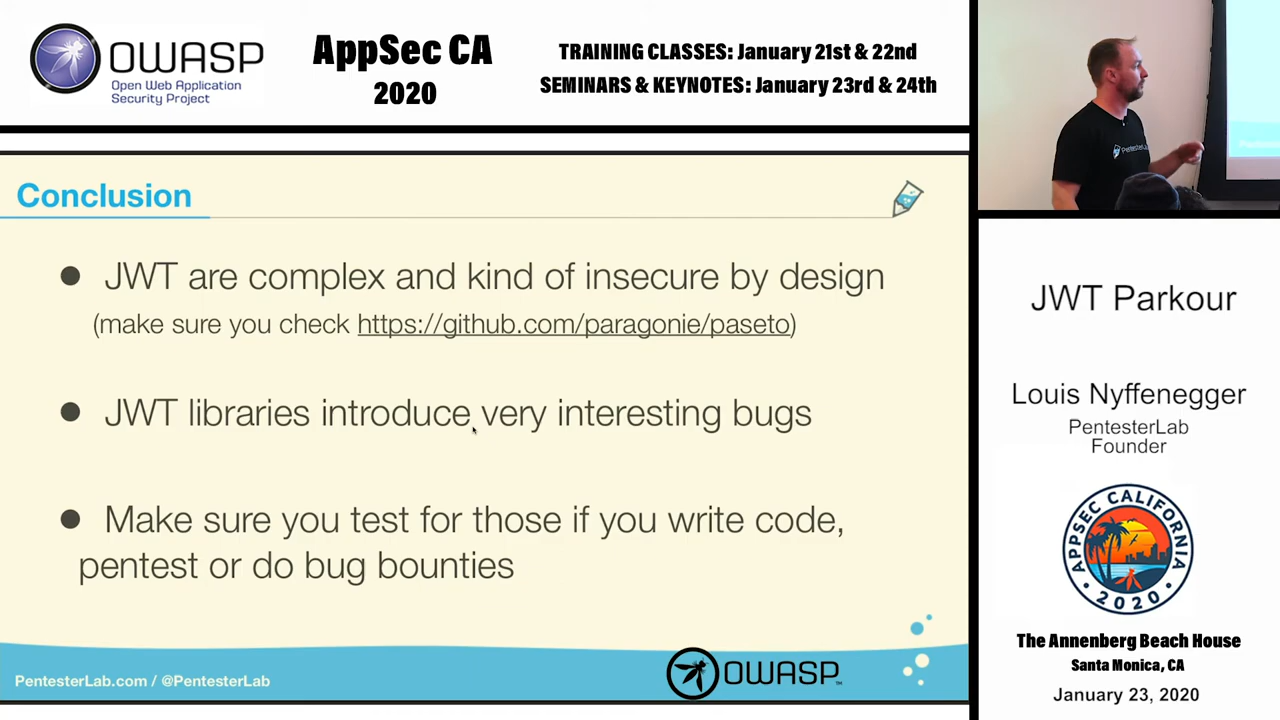 OWASP
Open Web Application
Security Project
AppSec CA
2020
TRAINING CLASSES: January 21st & 22nd
SEMINARS & KEYNOTES: January 23rd & 24th
Conclusion
● JWT are complex and kind of insecure by design
(make sure you check https://github.com/paragonie/paseto)
● JWT libraries introduce very interesting bugs
● Make sure you test for those if you write code,
pentest or do bug bounties
PentesterLab.com / @PentesterLab
OWASP
PentesterLab
JWT Parkour
Louis Nyffenegger
PentesterLab
Founder
APPSEC CALIFORNIA
• 2020 •
The Annenberg Beach House
Santa Monica, CA
January 23, 2020